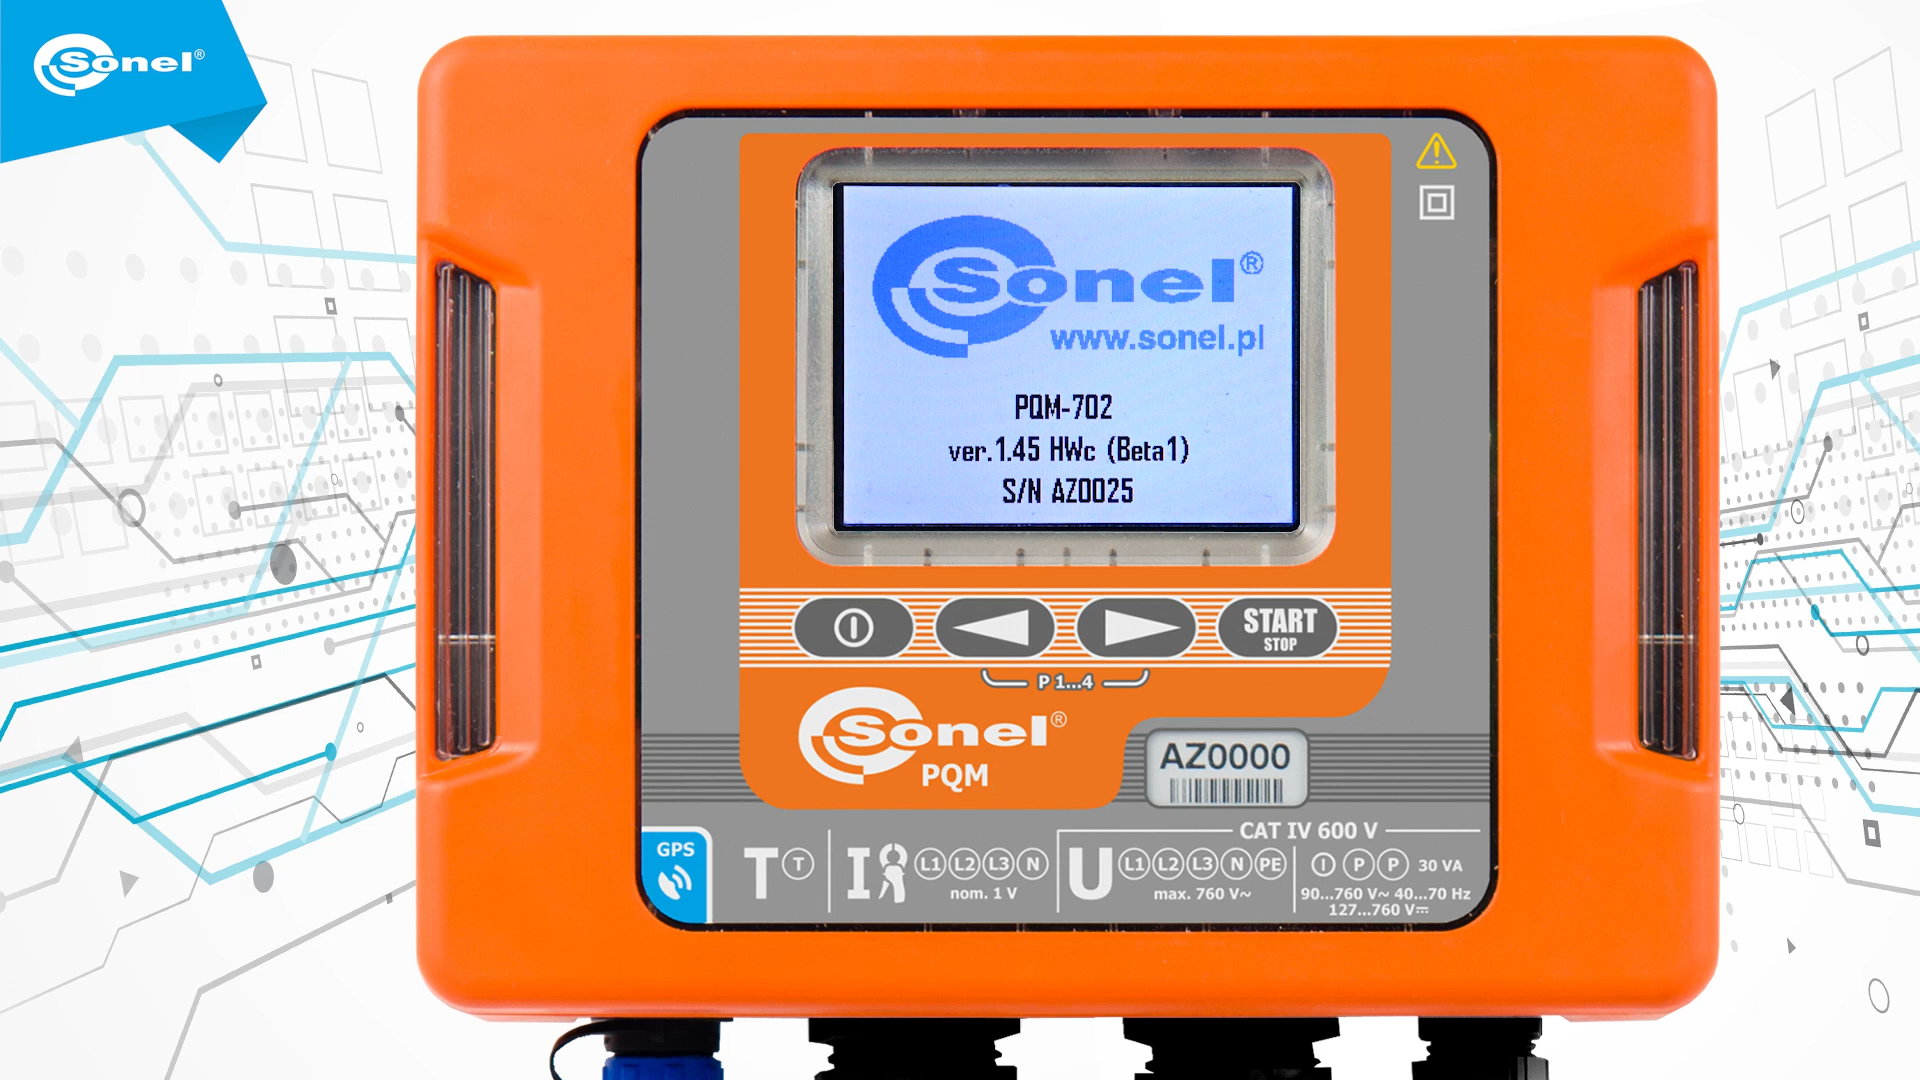 Sonel®
Sonel®
www.sonel.pl
PQM-702
ver.1.45 HWc (Beta1)
S/N AZ0025
START
STOP
P 1...4
Sonel®
PQM
AZ0000
CAT IV 600 V
GPS
T T
I L1 L2 L3 N
nom. 1 V
U L1 L2 L3 N PE
max. 760 V~
I P P 30 VA
90...760 V~ 40...70 Hz
127...760 V⎓